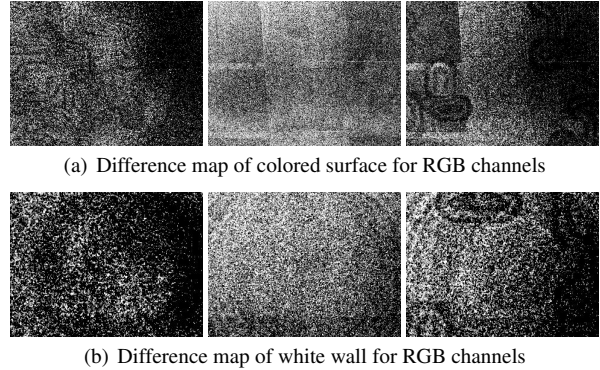 (a) Difference map of colored surface for RGB channels
(b) Difference map of white wall for RGB channels